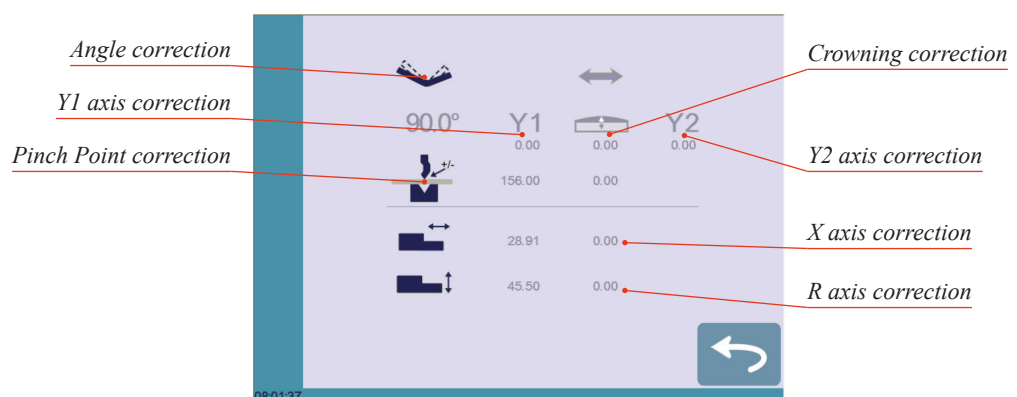 Angle correction
Crowning correction
Y1 axis correction
90.0° Y1 Y2
0.00 0.00 0.00
Pinch Point correction
+/-
Y2 axis correction
156.00 0.00
X axis correction
28.91 0.00
R axis correction
45.50 0.00
08:01:37